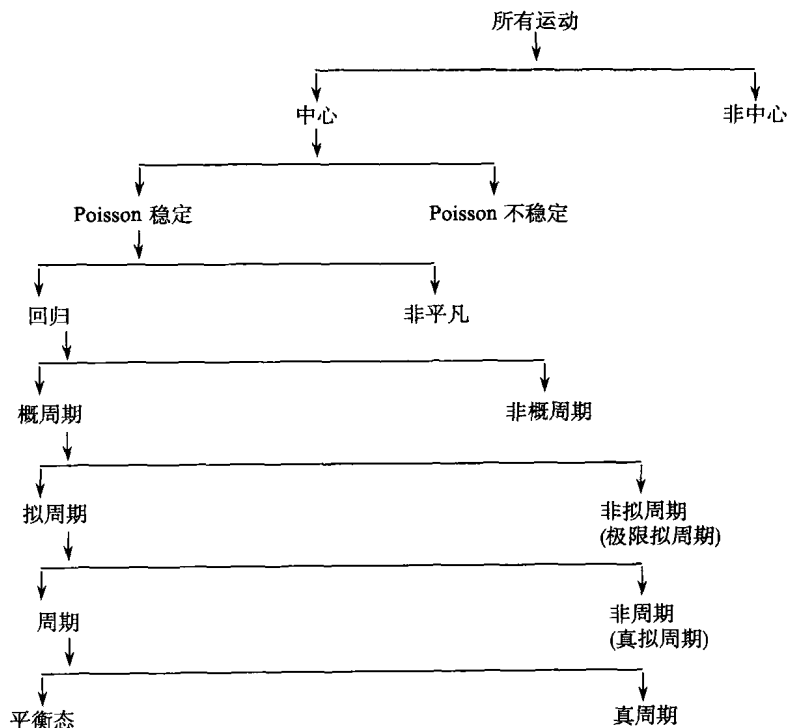 所有运动
中心
非中心
Poisson 稳定
Poisson 不稳定
回归
非平凡
概周期
非概周期
拟周期
非拟周期
(极限拟周期)
周期
非周期
(真拟周期)
平衡态
真周期